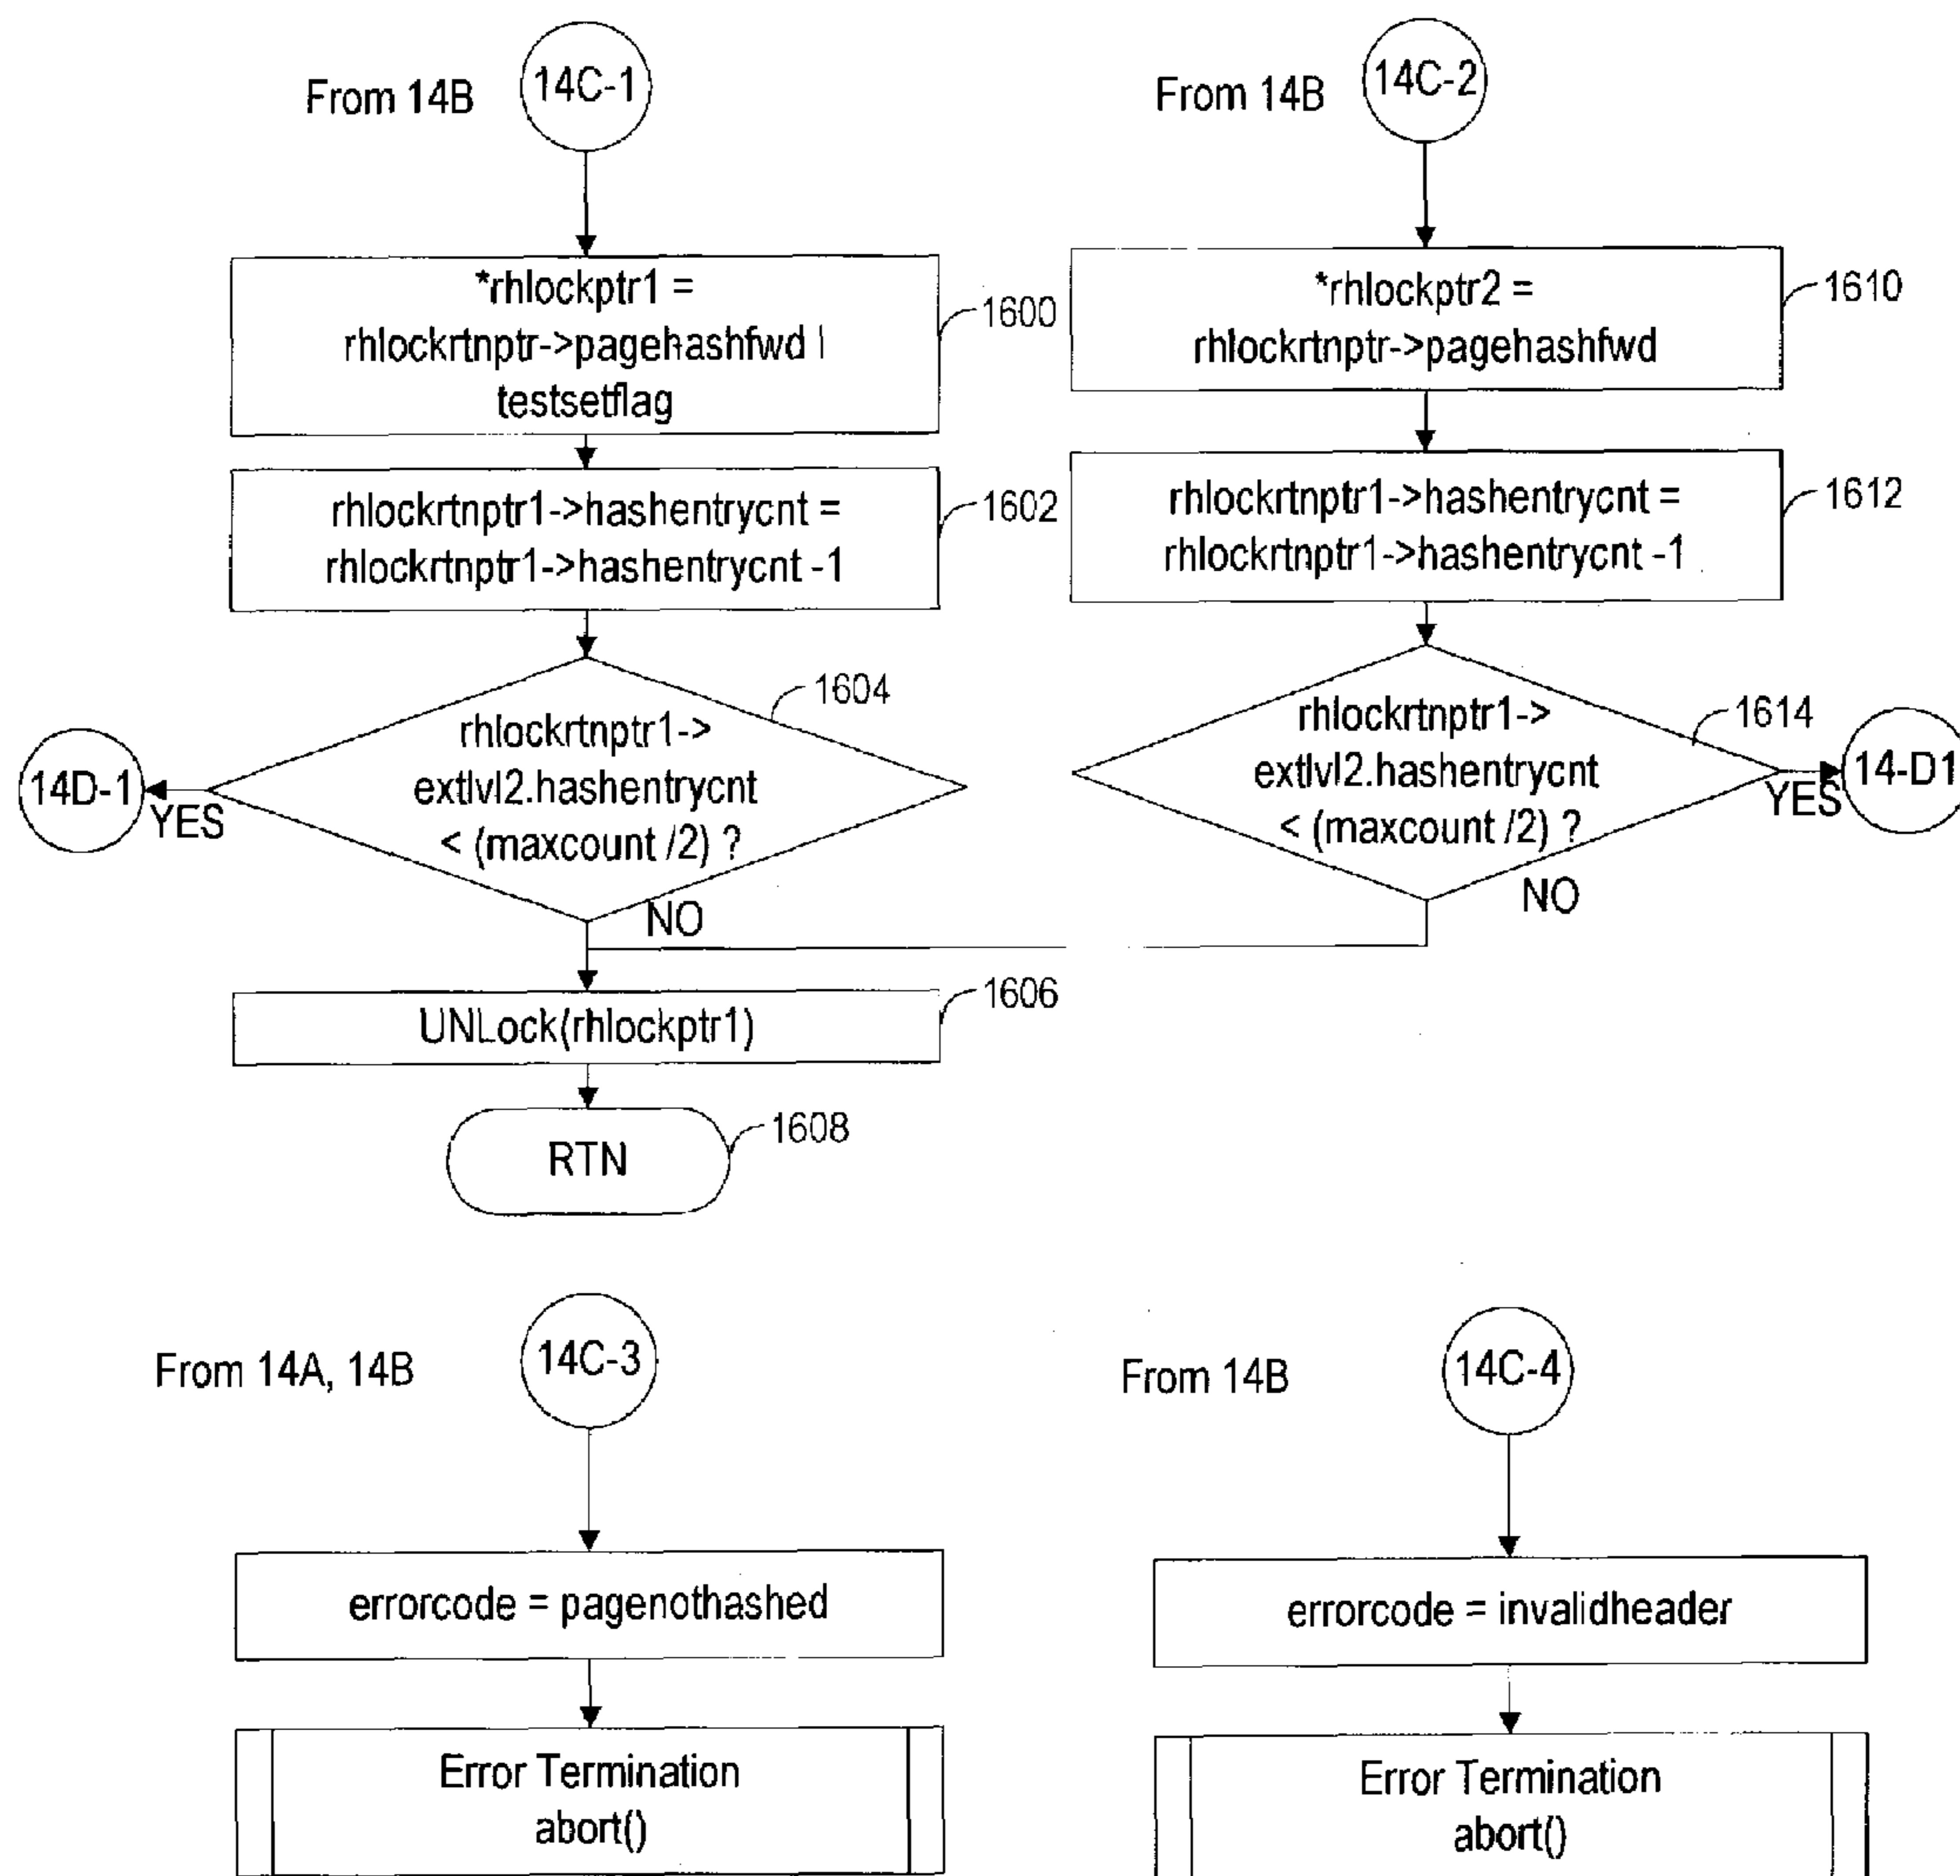 From 14B
14C-1
*rhlockptr1 =
rhlockrtnptr->pagehashfwd |
testsetflag
1600
rhlockrtnptr1->hashentrycnt =
rhlockrtnptr1->hashentrycnt -1
1602
1604
rhlockrtnptr1->
extlvl2.hashentrycnt
< (maxcount /2) ?
14D-1
YES
NO
UNLock(rhlockptr1)
1606
RTN
1608
From 14B
14C-2
*rhlockptr2 =
rhlockrtnptr->pagehashfwd
1610
rhlockrtnptr1->hashentrycnt =
rhlockrtnptr1->hashentrycnt -1
1612
rhlockrtnptr1->
extlvl2.hashentrycnt
< (maxcount /2) ?
1614
YES
14-D1
NO
From 14A, 14B
14C-3
errorcode = pagenothashed
Error Termination
abort()
From 14B
14C-4
errorcode = invalidheader
Error Termination
abort()